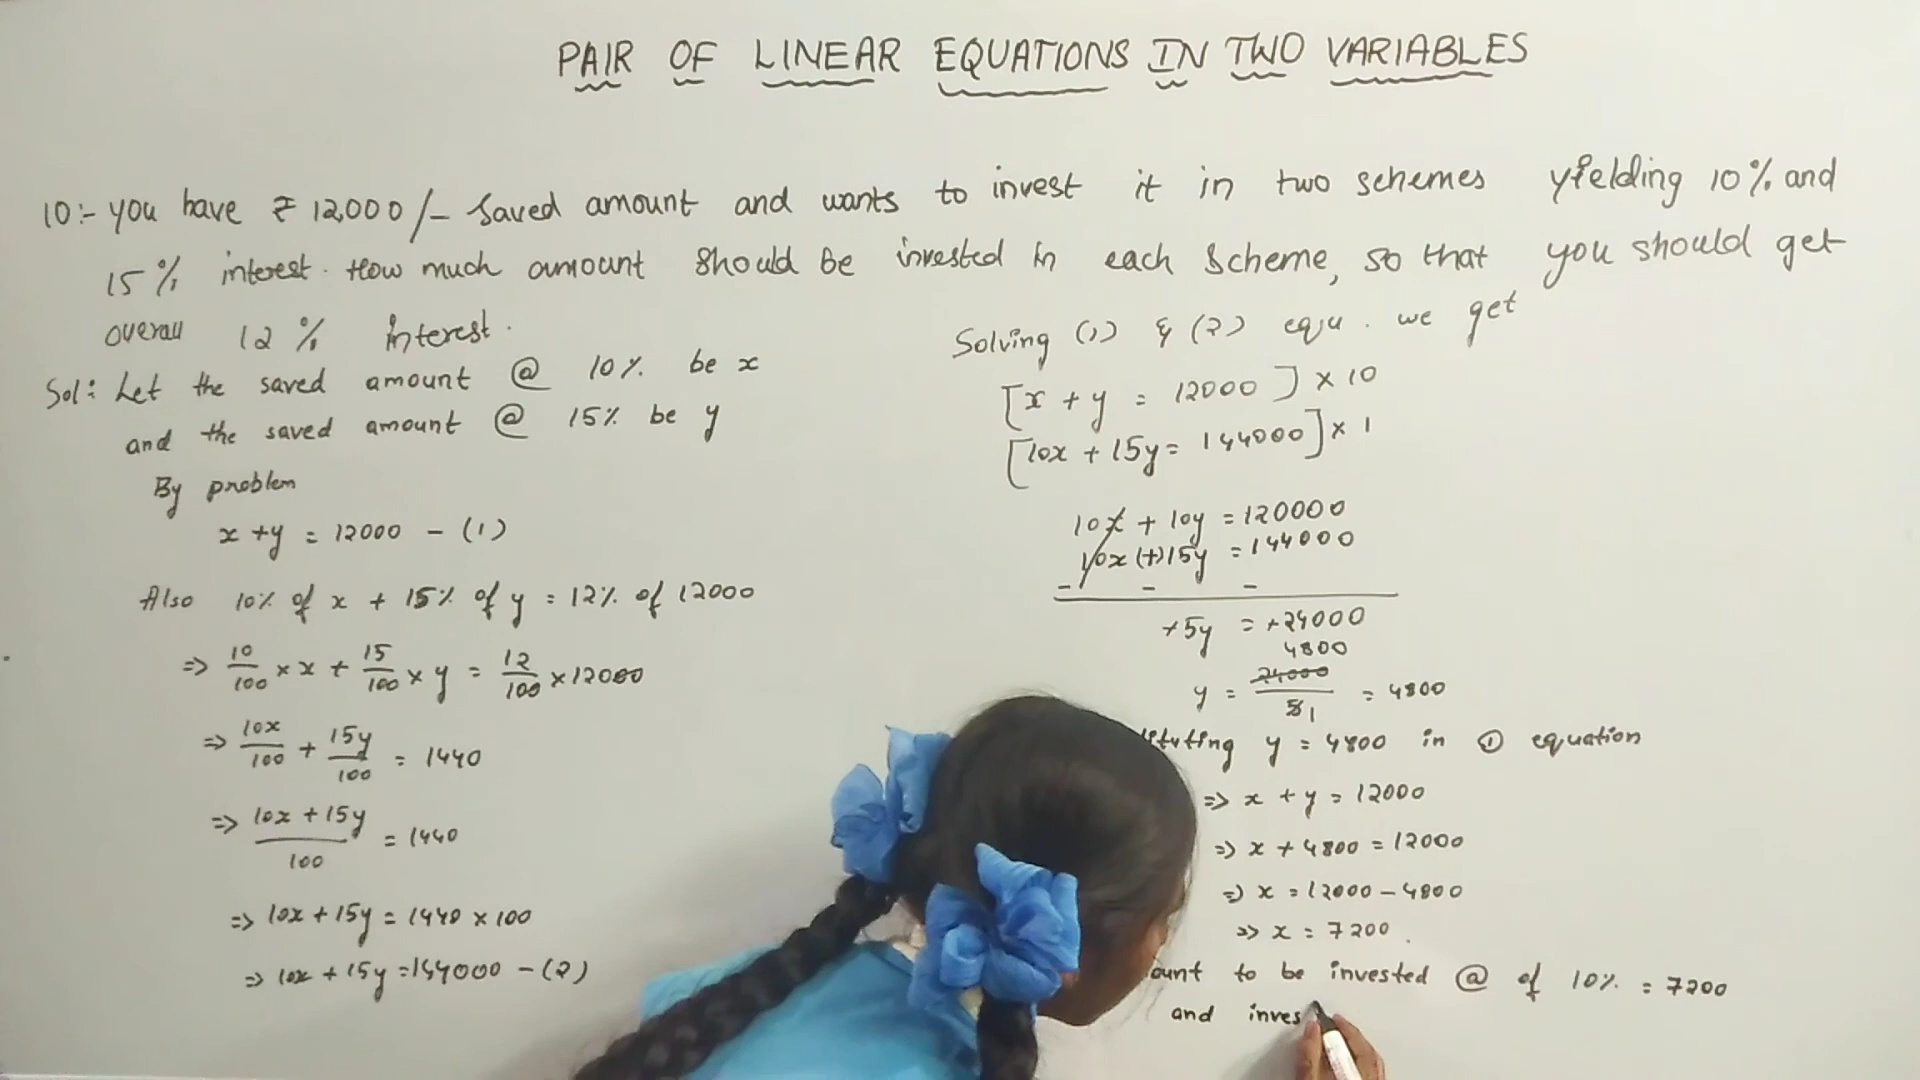 PAIR OF LINEAR EQUATIONS IN TWO VARIABLES
10:- you have ₹ 12,000/- saved amount and wants to invest it in two schemes yielding 10% and
15% interest. How much amount should be invested in each scheme, so that you should get
overall 12% interest.
Sol: Let the saved amount @ 10% be x
and the saved amount @ 15% be y
By problem
x + y = 12000 - (1)
Also 10% of x + 15% of y = 12% of 12000
⇒ 10/100 × x + 15/100 × y = 12/100 × 12000
⇒ 10x/100 + 15y/100 = 1440
⇒ 10x + 15y/100 = 1440
⇒ 10x + 15y = 1440 × 100
⇒ 10x + 15y = 144000 - (2)
Solving (1) & (2) equ. we get
[x + y = 12000] × 10
[10x + 15y = 144000] × 1
10x + 10y = 120000
10x (+) 15y = 144000
- - -
+5y = +24000
4800
y = 24000/5 1 = 4800
y = 4800 in ① equation
⇒ x + y = 12000
⇒ x + 4800 = 12000
⇒ x = 12000 - 4800
⇒ x = 7200.
to be invested @ of 10% = 7200
and inves